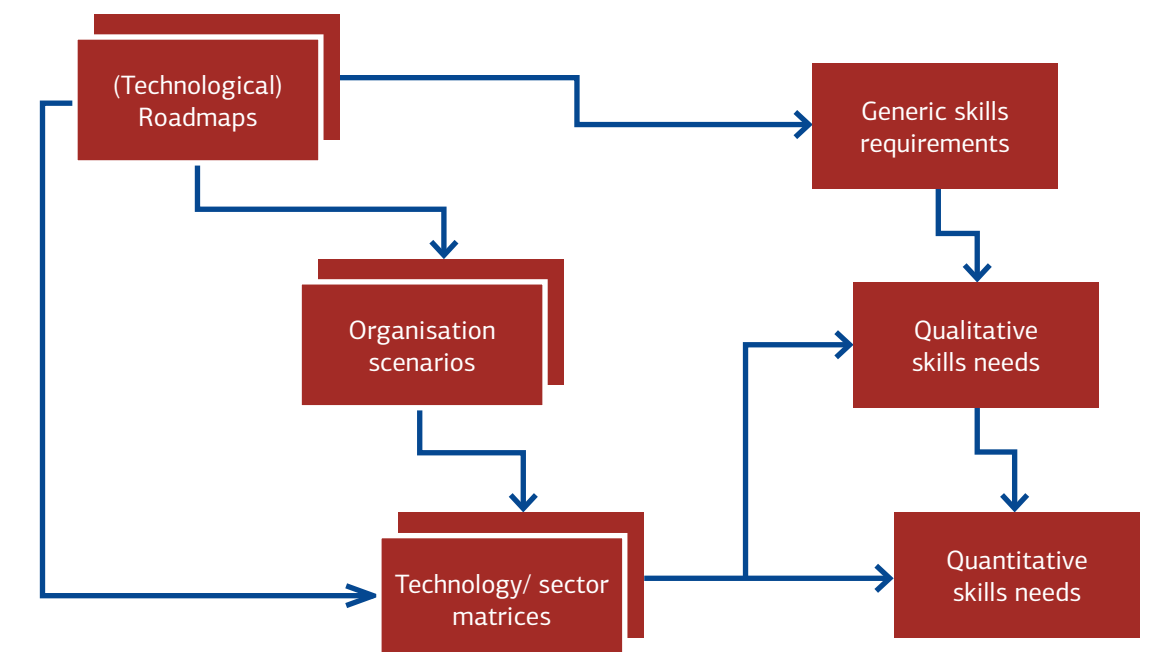 (Technological)
Roadmaps
Generic skills
requirements
Organisation
scenarios
Qualitative
skills needs
Technology/ sector
matrices
Quantitative
skills needs